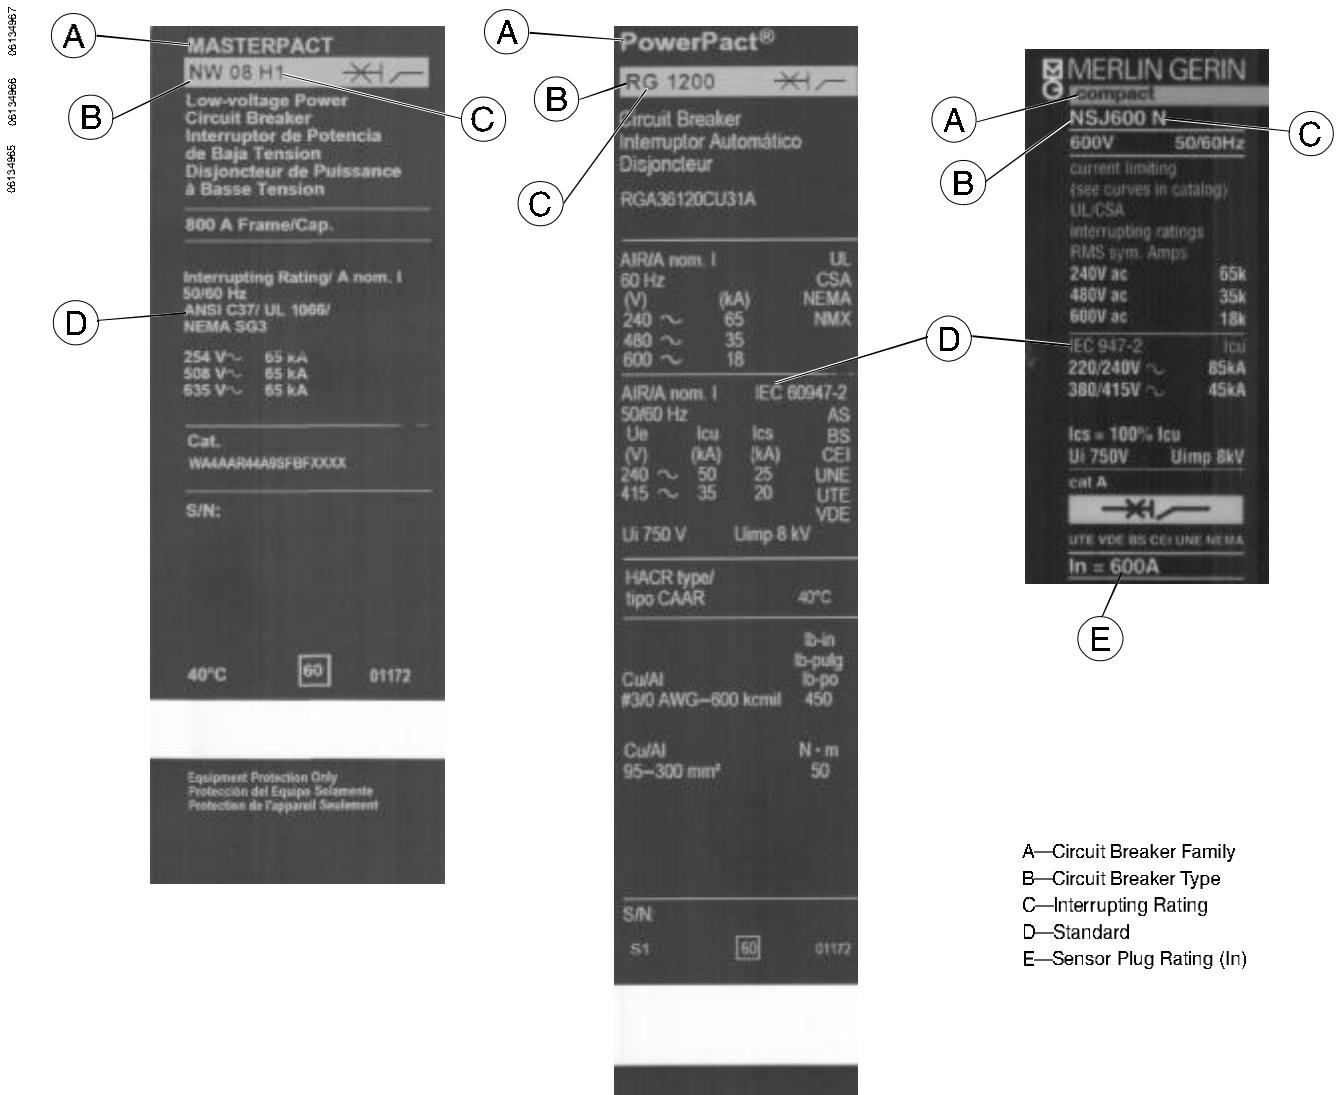 06134967
06134966
06134965
A
MASTERPACT
NW 08 H1
B
C
Low-voltage Power
Circuit Breaker
Interruptor de Potencia
de Baja Tension
Disjoncteur de Puissance
à Basse Tension
800 A Frame/Cap.
Interrupting Rating/ A nom. I
50/60 Hz
ANSI C37/ UL 1066/
NEMA SG3
D
254 V~ 65 kA
508 V~ 65 kA
635 V~ 65 kA
Cat.
WA4AAR44A9SFBFXXXX
S/N:
40°C 60 01172
Equipment Protection Only
Protección del Equipo Solamente
Protection de l'appareil Seulement
A
PowerPact®
B
RG 1200
C
Circuit Breaker
Interruptor Automático
Disjoncteur
RGA36120CU31A
AIR/A nom. I UL
60 Hz CSA
(V) (kA) NEMA
240 ~ 65 NMX
480 ~ 35
600 ~ 18
D
AIR/A nom. I IEC 60947-2
50/60 Hz AS
Ue Icu Ics BS
(V) (kA) (kA) CEI
240 ~ 50 25 UNE
415 ~ 35 20 UTE
VDE
Ui 750 V Uimp 8 kV
HACR type/
tipo CAAR 40°C
lb-in
lb-pulg
Cu/Al lb-po
#3/0 AWG–600 kcmil 450
Cu/Al N · m
95–300 mm² 50
S/N
S1 60 01172
MG MERLIN GERIN
A
compact
B
NSJ600 N
C
600V 50/60Hz
current limiting
(see curves in catalog)
UL/CSA
interrupting ratings
RMS sym. Amps
240V ac 65k
480V ac 35k
600V ac 18k
IEC 947-2 Icu
220/240V ~ 85kA
380/415V ~ 45kA
Ics = 100% Icu
Ui 750V Uimp 8kV
cat A
UTE VDE BS CEI UNE NEMA
In = 600A
E
A—Circuit Breaker Family
B—Circuit Breaker Type
C—Interrupting Rating
D—Standard
E—Sensor Plug Rating (In)